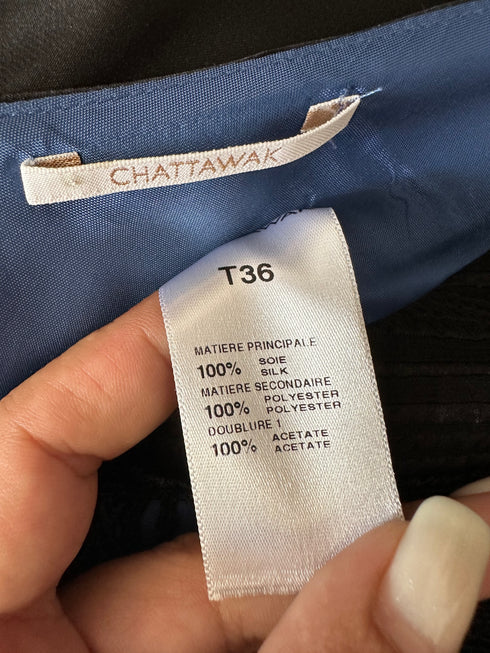 CHATTAWAK
T36
MATIERE PRINCIPALE
100% SOIE
SILK
MATIERE SECONDAIRE
100% POLYESTER
POLYESTER
DOUBLURE 1
100% ACETATE
ACETATE